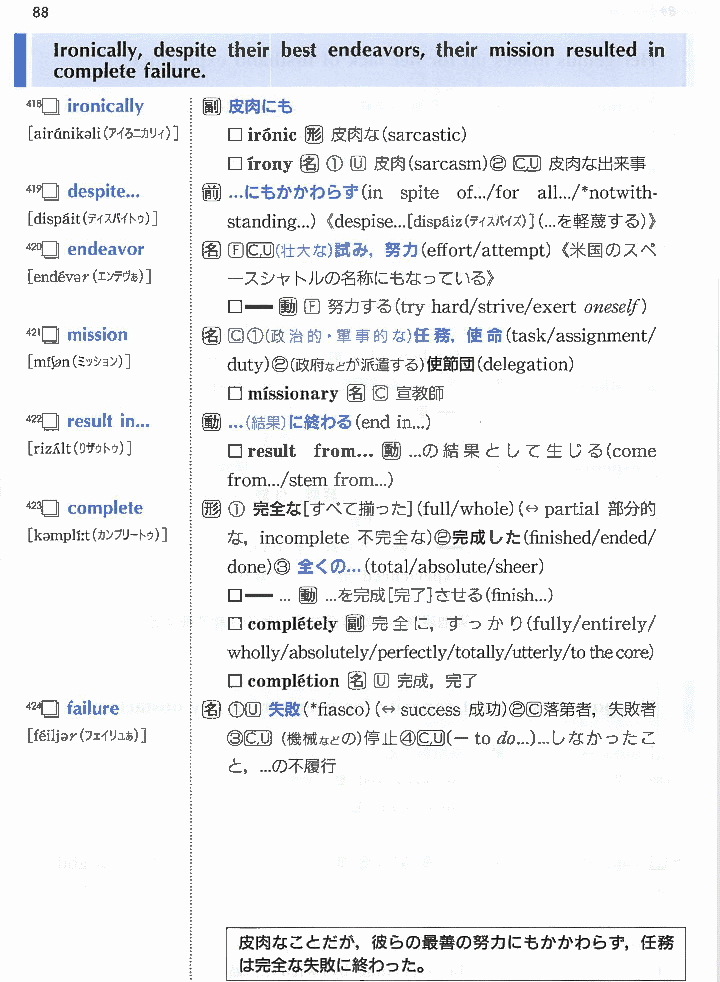 88
Ironically, despite their best endeavors, their mission resulted in
complete failure.
418□ ironically
[airánikəli(アイろニカリィ)]
副 皮肉にも
□ irónic 形 皮肉な(sarcastic)
□ írony 名 ① U 皮肉(sarcasm)② C,U 皮肉な出来事
419□ despite...
[dispáit(ディスパイトゥ)]
前 ...にもかかわらず(in spite of.../for all.../*notwith-
standing...)《despise...[dispáiz(ディスパイズ)](...を軽蔑する)》
420□ endeavor
[endévər(エンデヴぁ)]
名 F C,U(壮大な)試み，努力(effort/attempt)《米国のスペ
ースシャトルの名称にもなっている》
□━ 動 F 努力する(try hard/strive/exert oneself)
421□ mission
[míʃən(ミッション)]
名 C①(政治的・軍事的な)任務，使命(task/assignment/
duty)②(政府などが派遣する)使節団(delegation)
□ míssionary 名 C 宣教師
422□ result in...
[rizʌ́lt(リザゥトゥ)]
動 ...(結果)に終わる(end in...)
□ result from... 動 ...の結果として生じる(come
from.../stem from...)
423□ complete
[kəmplíːt(カンプリートゥ)]
形 ① 完全な[すべて揃った](full/whole)(↔ partial 部分的
な，incomplete 不完全な)②完成した(finished/ended/
done)③ 全くの...(total/absolute/sheer)
□━ ... 動 ...を完成[完了]させる(finish...)
□ complétely 副 完全に，すっかり(fully/entirely/
wholly/absolutely/perfectly/totally/utterly/to the core)
□ complétion 名 U 完成，完了
424□ failure
[féiljər(フェイリュぁ)]
名 ①U 失敗(*fiasco)(↔ success 成功)②C落第者，失敗者
③C,U (機械などの)停止④C,U(― to do...)...しなかったこ
と，...の不履行
皮肉なことだが，彼らの最善の努力にもかかわらず，任務
は完全な失敗に終わった。